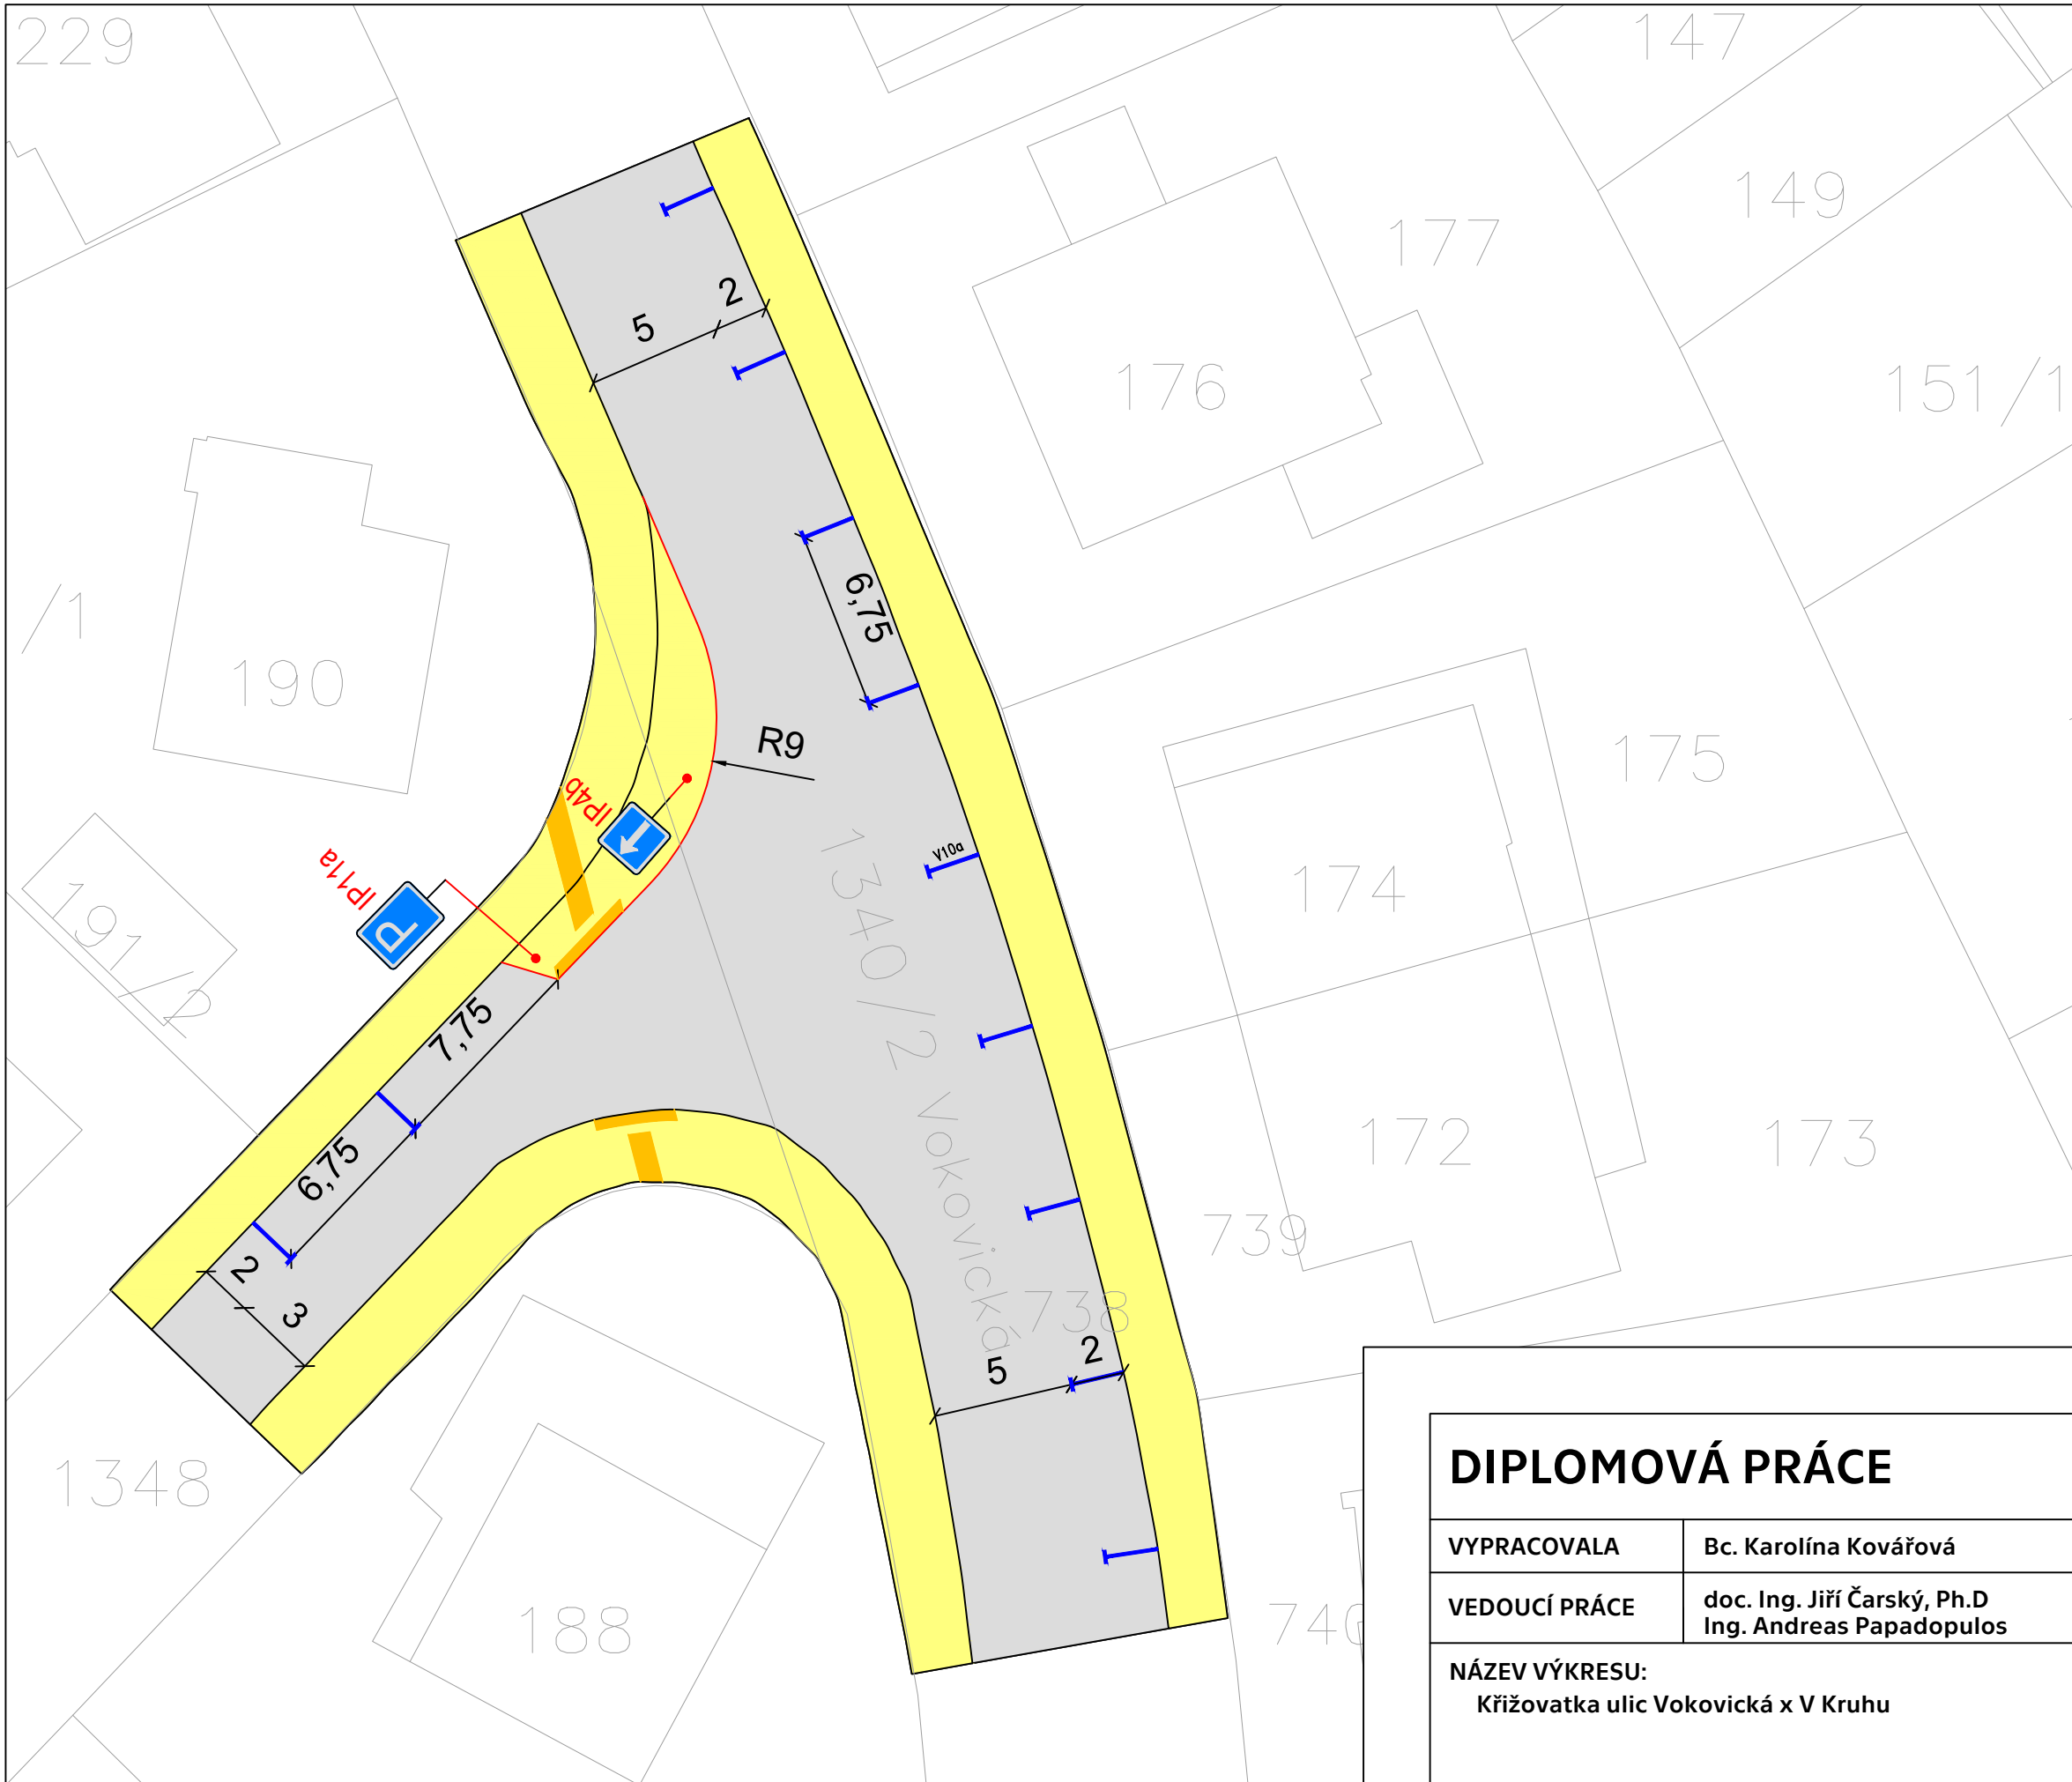 229
147
149
177
2
5
176
151/1
6,75
/1
190
R9
175
IP4b
IP11a
P
V10a
174
191/2
1340/2 Vokovická
7,75
6,75
172
173
739
2
3
738
5
2
1348
188
740
DIPLOMOVÁ PRÁCE
VYPRACOVALA
Bc. Karolína Kovářová
VEDOUCÍ PRÁCE
doc. Ing. Jiří Čarský, Ph.D
Ing. Andreas Papadopulos
NÁZEV VÝKRESU:
Křižovatka ulic Vokovická x V Kruhu